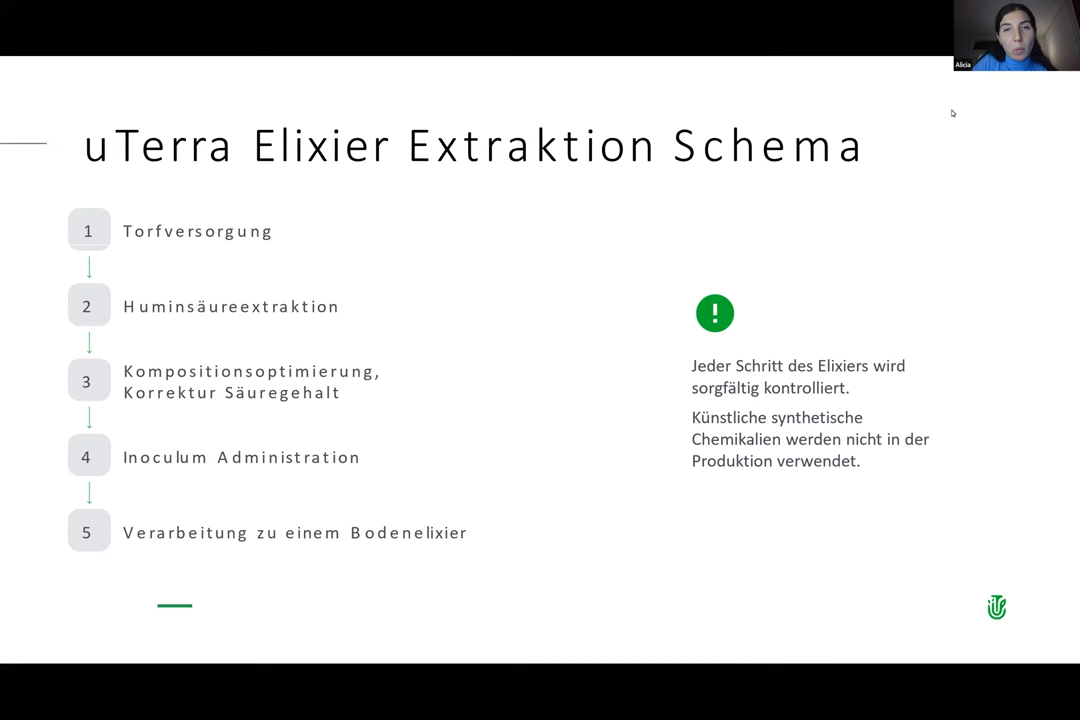 Alicia
uTerra Elixier Extraktion Schema
1 Torfversorgung
2 Huminsäureextraktion
3 Kompositionsoptimierung,
Korrektur Säuregehalt
4 Inoculum Administration
5 Verarbeitung zu einem Bodenelixier
!
Jeder Schritt des Elixiers wird
sorgfältig kontrolliert.
Künstliche synthetische
Chemikalien werden nicht in der
Produktion verwendet.